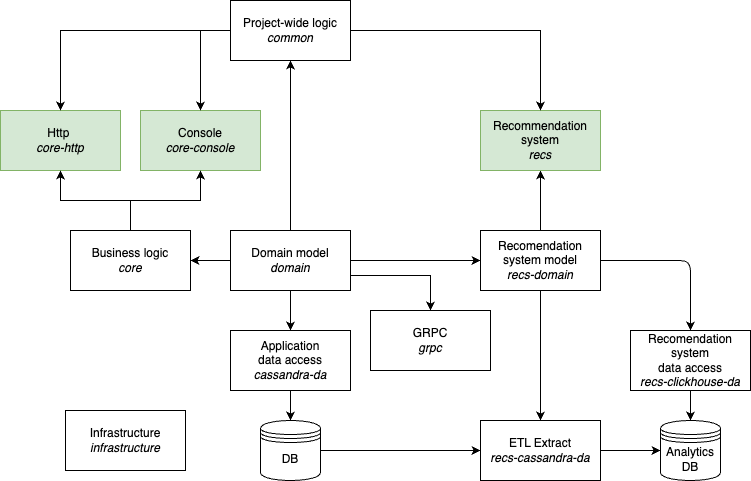 Project-wide logic
common
Http
core-http
Console
core-console
Recommendation
system
recs
Business logic
core
Domain model
domain
Recomendation
system model
recs-domain
GRPC
grpc
Application
data access
cassandra-da
Recomendation
system
data access
recs-clickhouse-da
Infrastructure
infrastructure
DB
ETL Extract
recs-cassandra-da
Analytics
DB